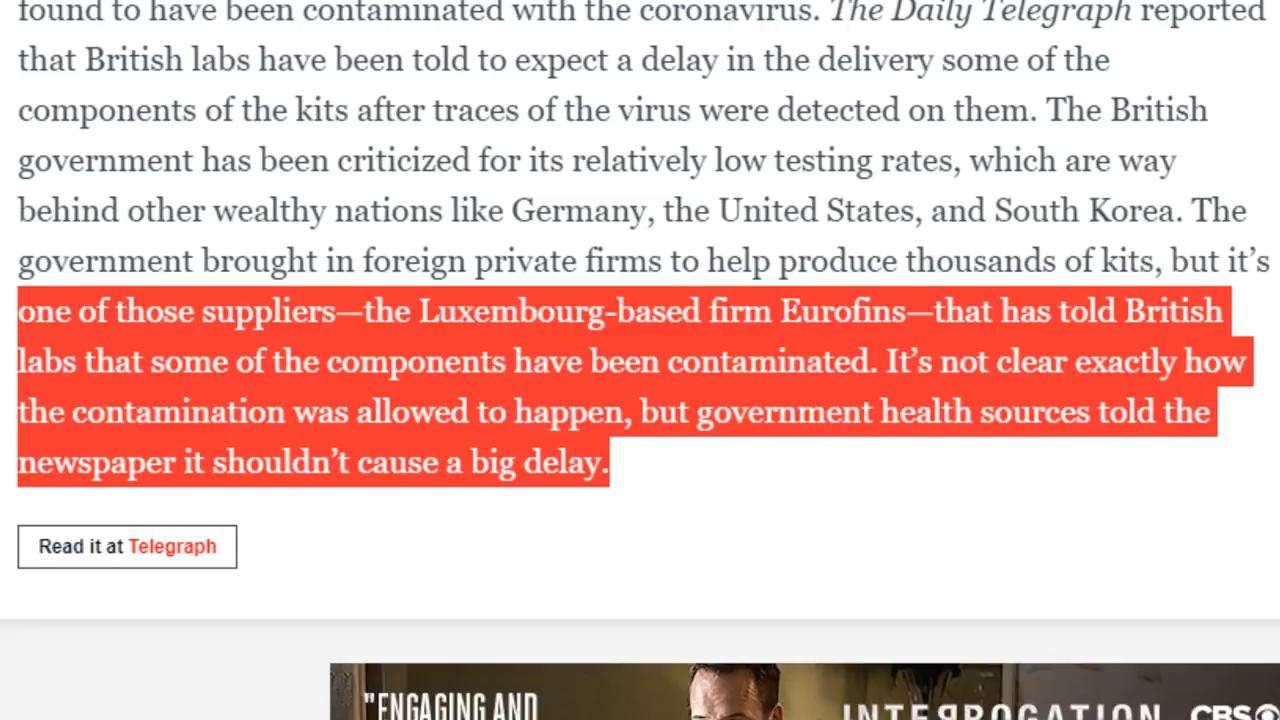 found to have been contaminated with the coronavirus. The Daily Telegraph reported
that British labs have been told to expect a delay in the delivery some of the
components of the kits after traces of the virus were detected on them. The British
government has been criticized for its relatively low testing rates, which are way
behind other wealthy nations like Germany, the United States, and South Korea. The
government brought in foreign private firms to help produce thousands of kits, but it’s
one of those suppliers—the Luxembourg-based firm Eurofins—that has told British
labs that some of the components have been contaminated. It’s not clear exactly how
the contamination was allowed to happen, but government health sources told the
newspaper it shouldn’t cause a big delay.
Read it at Telegraph
"ENGAGING AND
INTERROGATION CBS